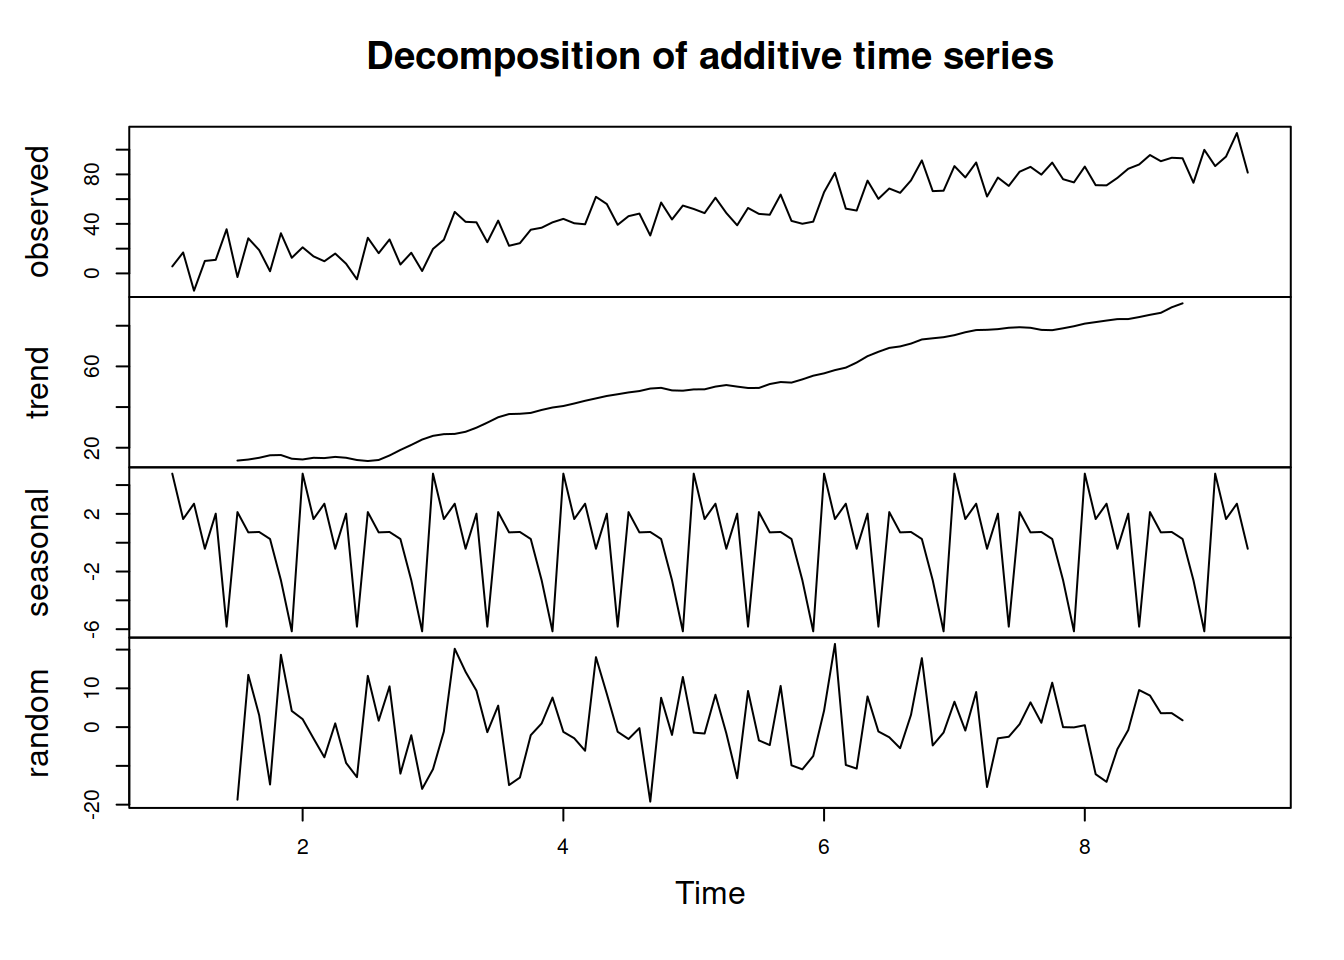 Decomposition of additive time series
observed
0 40 80
trend
20 60
seasonal
-6 -2 2
random
-20 0 10
2 4 6 8
Time